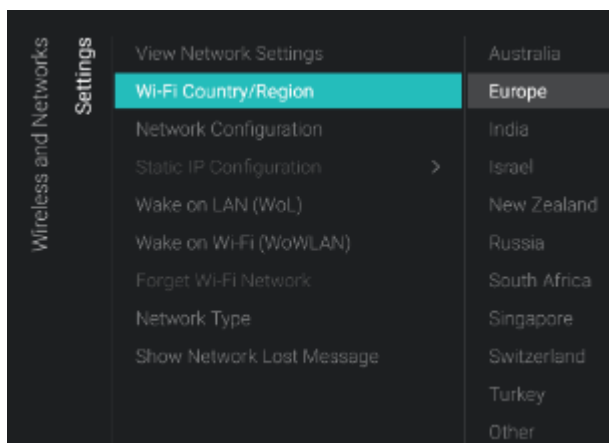 Wireless and Networks
Settings
View Network Settings
Wi-Fi Country/Region
Network Configuration
Static IP Configuration
Wake on LAN (WoL)
Wake on Wi-Fi (WoWLAN)
Forget Wi-Fi Network
Network Type
Show Network Lost Message
Australia
Europe
India
Israel
New Zealand
Russia
South Africa
Singapore
Switzerland
Turkey
Other